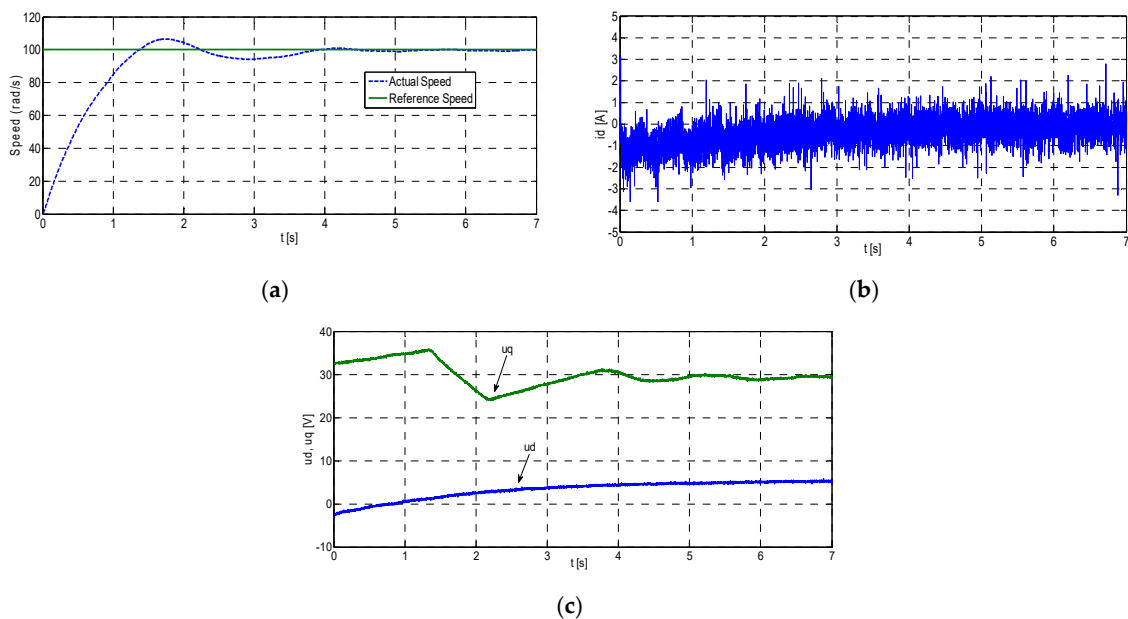 120
100
80
60
40
20
0
Speed (rad/s)
Actual Speed
Reference Speed
0 1 2 3 4 5 6 7
t [s]
(a)
5
4
3
2
1
0
-1
-2
-3
-4
-5
id [A]
0 1 2 3 4 5 6 7
t [s]
(b)
40
30
20
10
0
-10
ud, uq [V]
uq
ud
0 1 2 3 4 5 6 7
t [s]
(c)